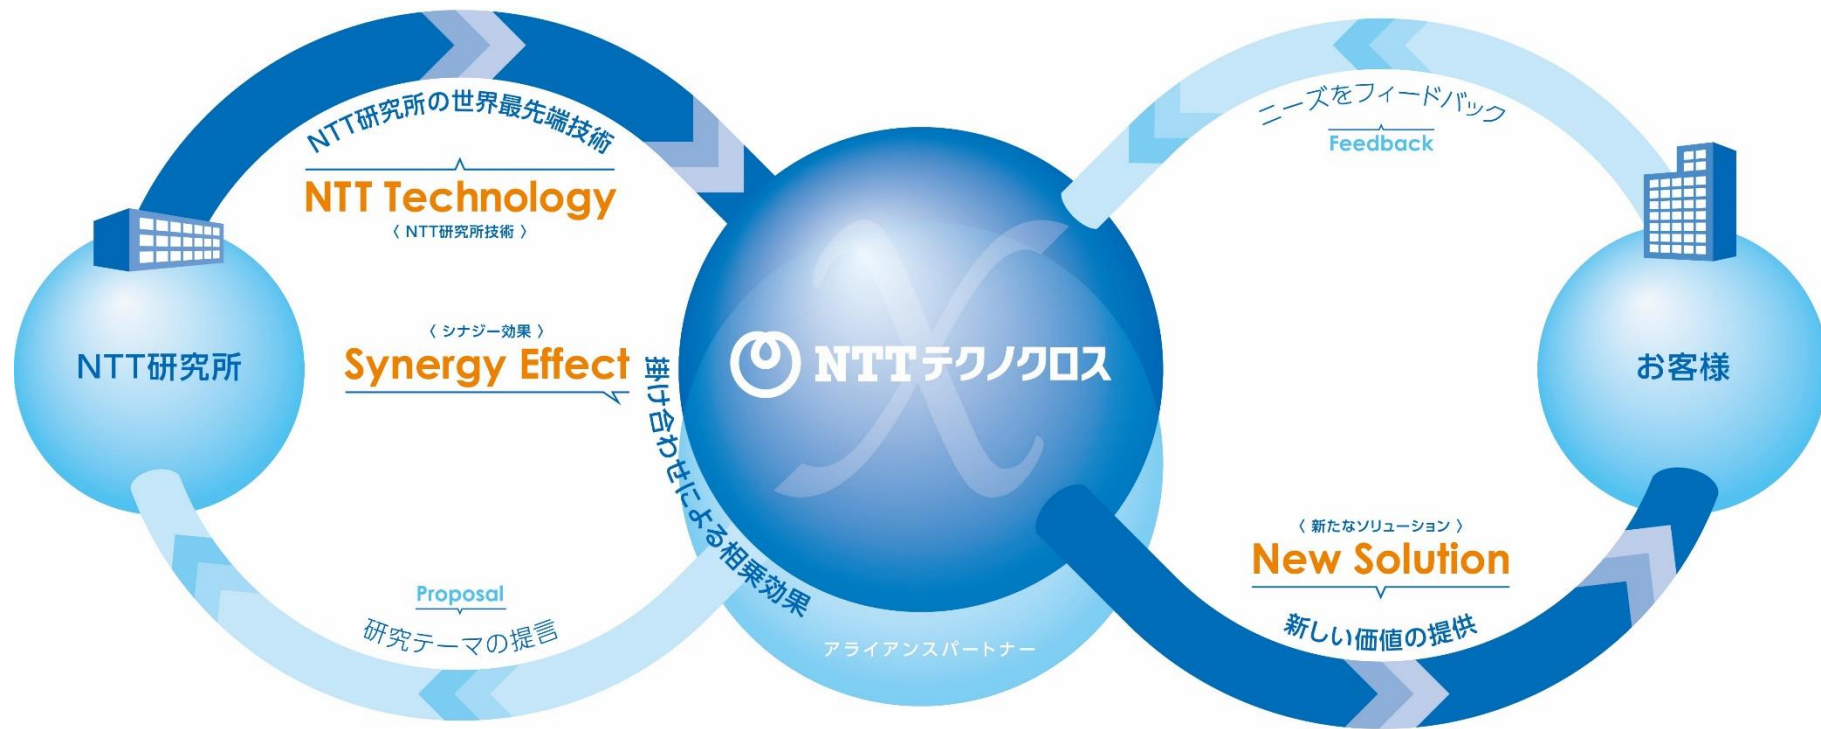 NTT研究所の世界最先端技術
NTT Technology
〈 NTT研究所技術 〉
NTT研究所
〈 シナジー効果 〉
Synergy Effect
掛け合わせによる相乗効果
Proposal
研究テーマの提言
NTTテクノクロス
アライアンスパートナー
ニーズをフィードバック
Feedback
お客様
〈 新たなソリューション 〉
New Solution
新しい価値の提供